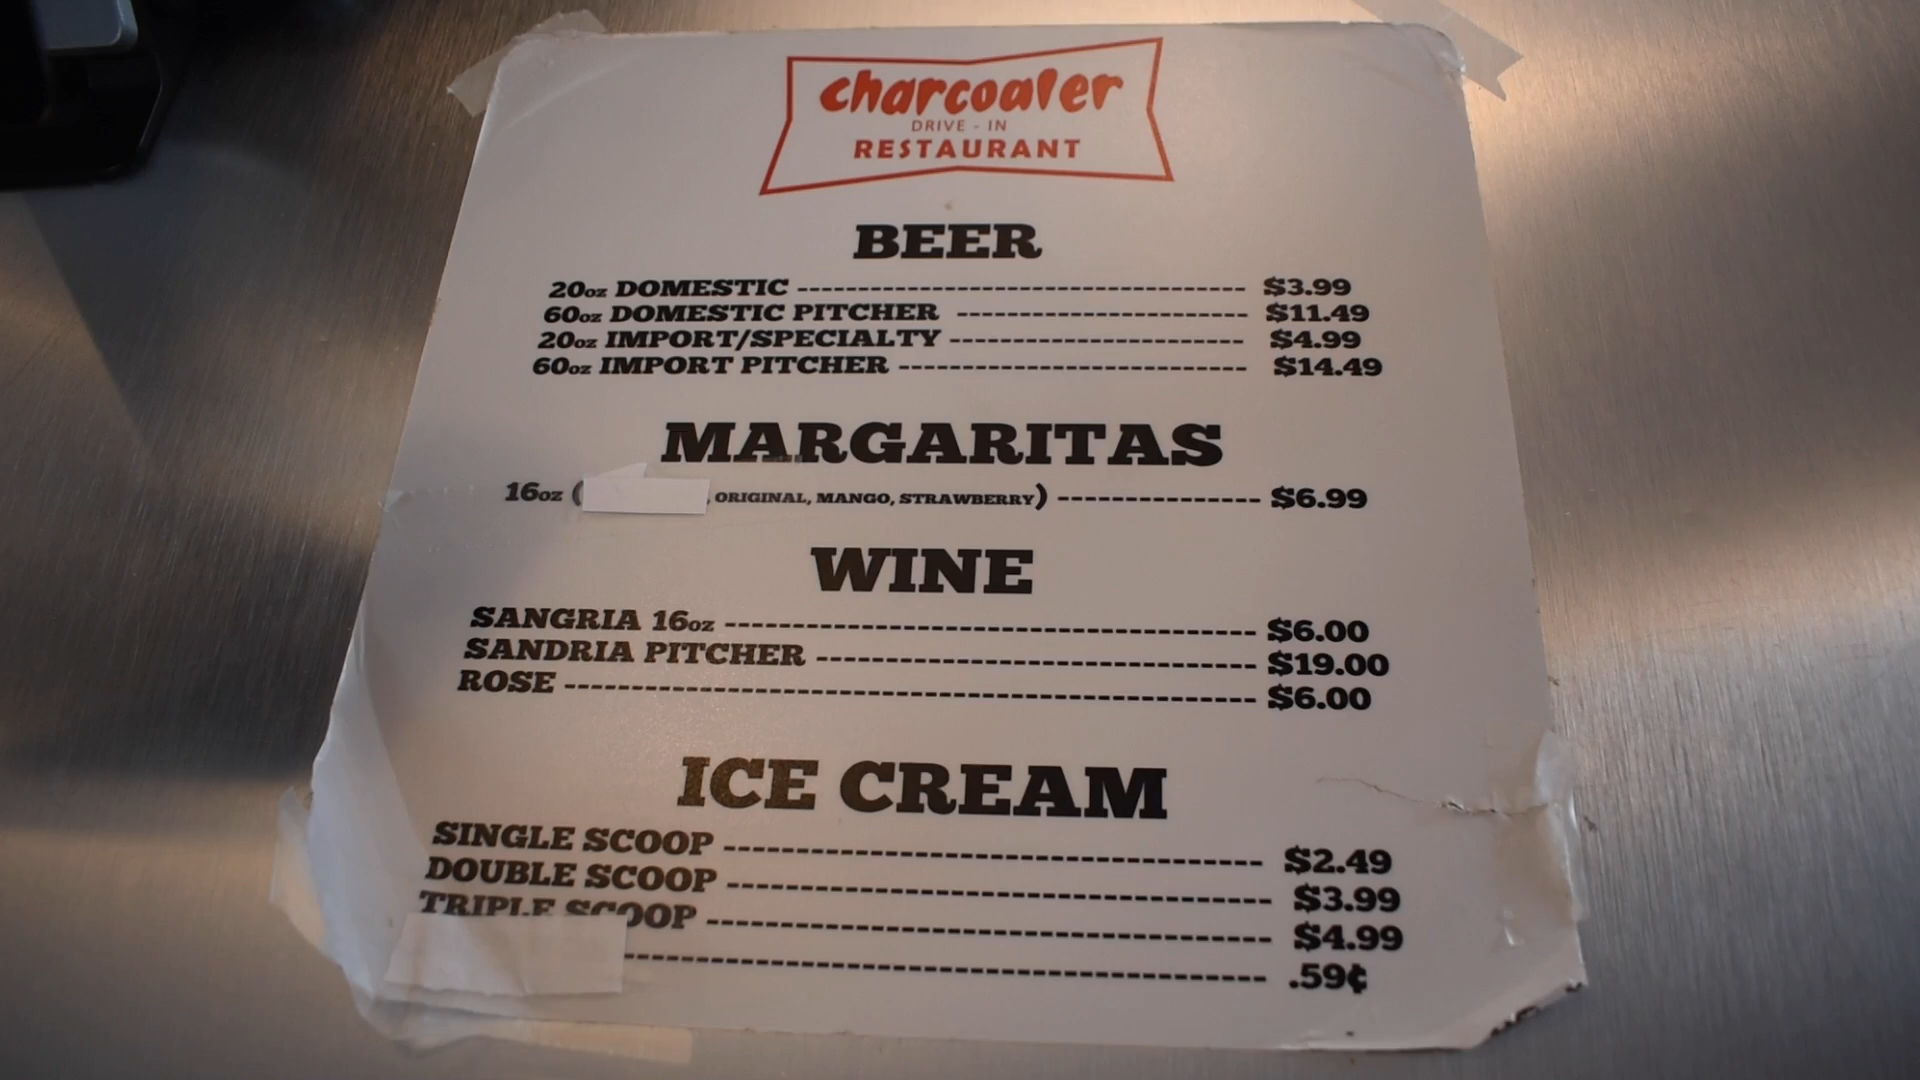 charcoaler
DRIVE - IN
RESTAURANT
BEER
20oz DOMESTIC ---------------------------------- $3.99
60oz DOMESTIC PITCHER ---------------------- $11.49
20oz IMPORT/SPECIALTY ----------------------- $4.99
60oz IMPORT PITCHER --------------------------- $14.49
MARGARITAS
16oz ( , ORIGINAL, MANGO, STRAWBERRY) --------------- $6.99
WINE
SANGRIA 16oz --------------------------------------- $6.00
SANDRIA PITCHER -------------------------------- $19.00
ROSE --------------------------------------------------- $6.00
ICE CREAM
SINGLE SCOOP --------------------------------------- $2.49
DOUBLE SCOOP --------------------------------------- $3.99
TRIPLE SCOOP ---------------------------------------- $4.99
--------------------------------------------- .59¢